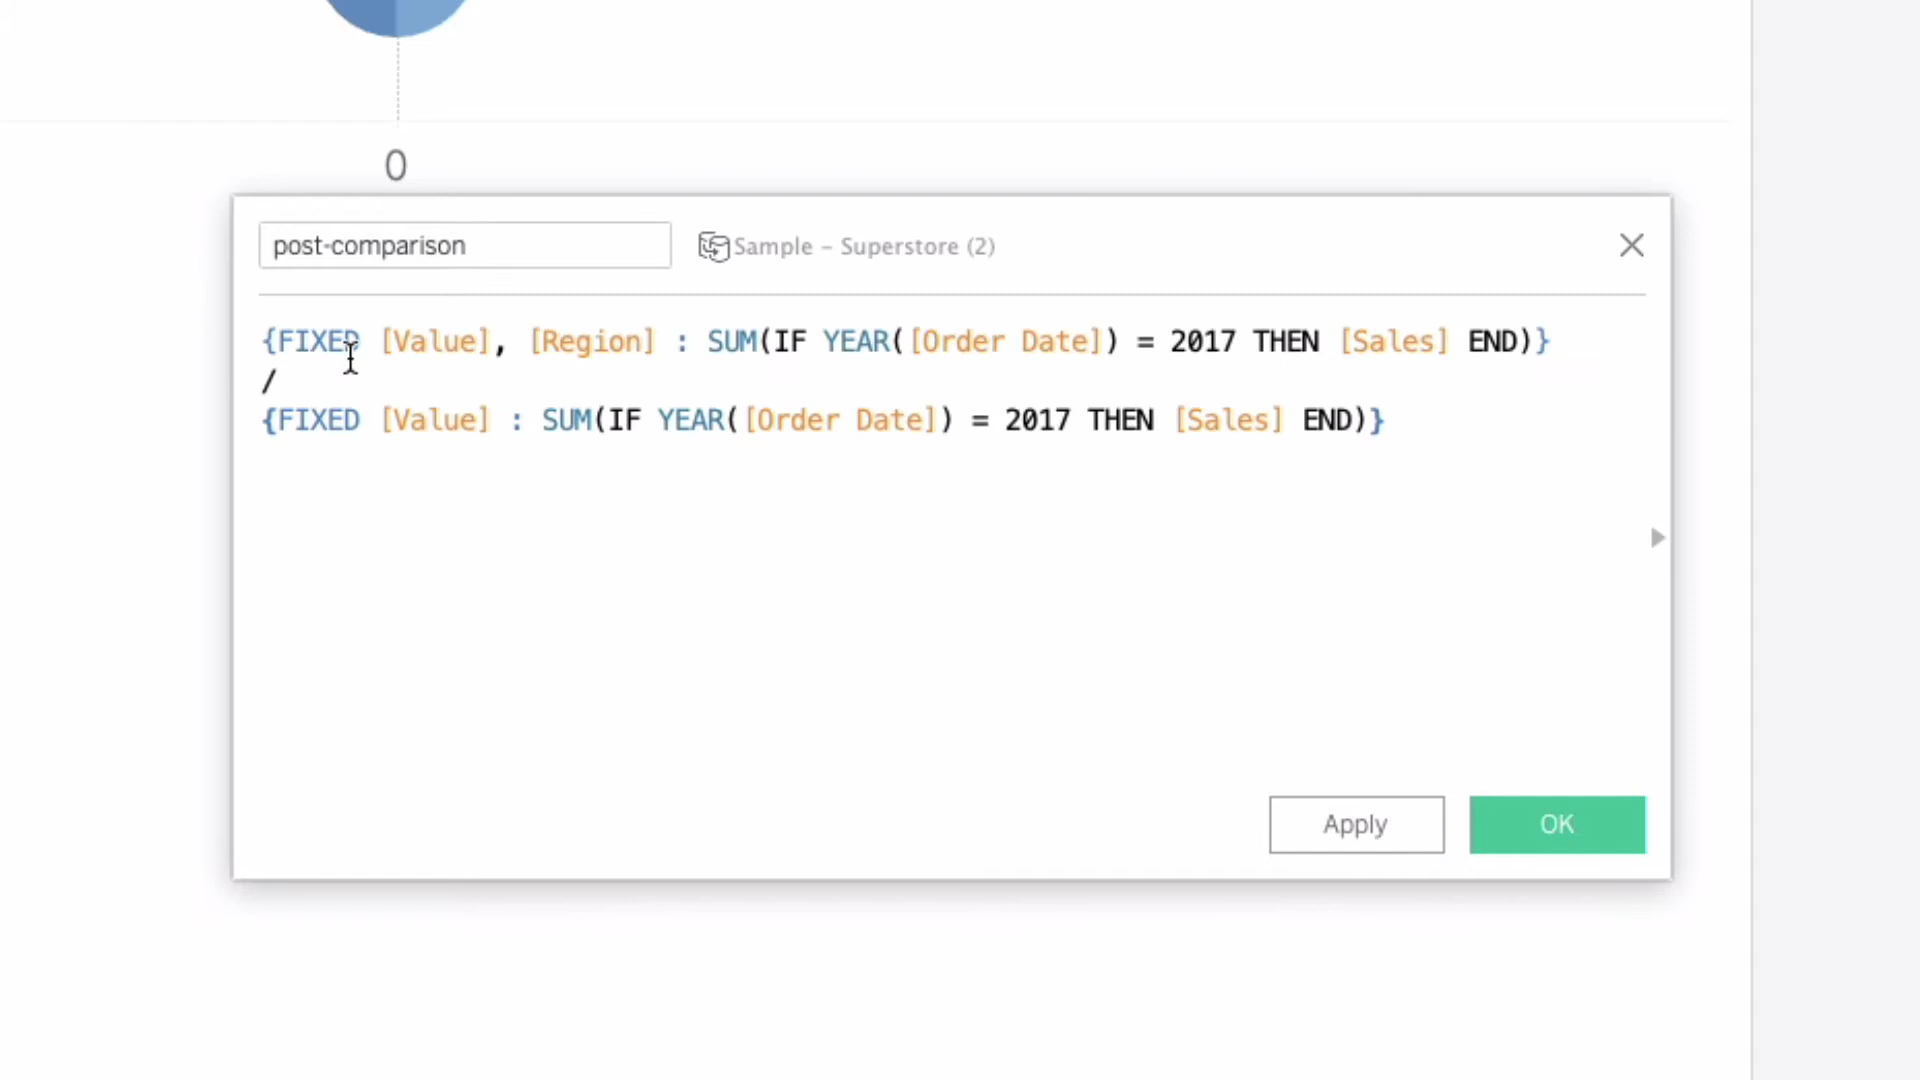 0
post-comparison
Sample – Superstore (2)
{FIXED [Value], [Region] : SUM(IF YEAR([Order Date]) = 2017 THEN [Sales] END)}
/
{FIXED [Value] : SUM(IF YEAR([Order Date]) = 2017 THEN [Sales] END)}
Apply
OK